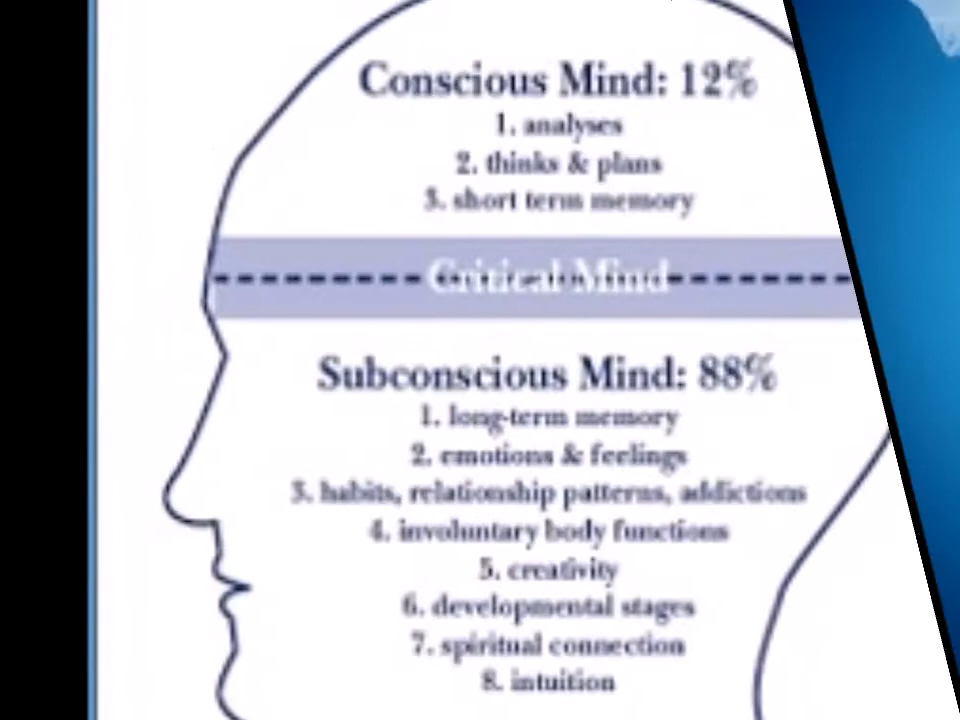 Conscious Mind: 12%
1. analyses
2. thinks & plans
3. short term memory
Critical Mind
Subconscious Mind: 88%
1. long-term memory
2. emotions & feelings
3. habits, relationship patterns, addictions
4. involuntary body functions
5. creativity
6. developmental stages
7. spiritual connection
8. intuition